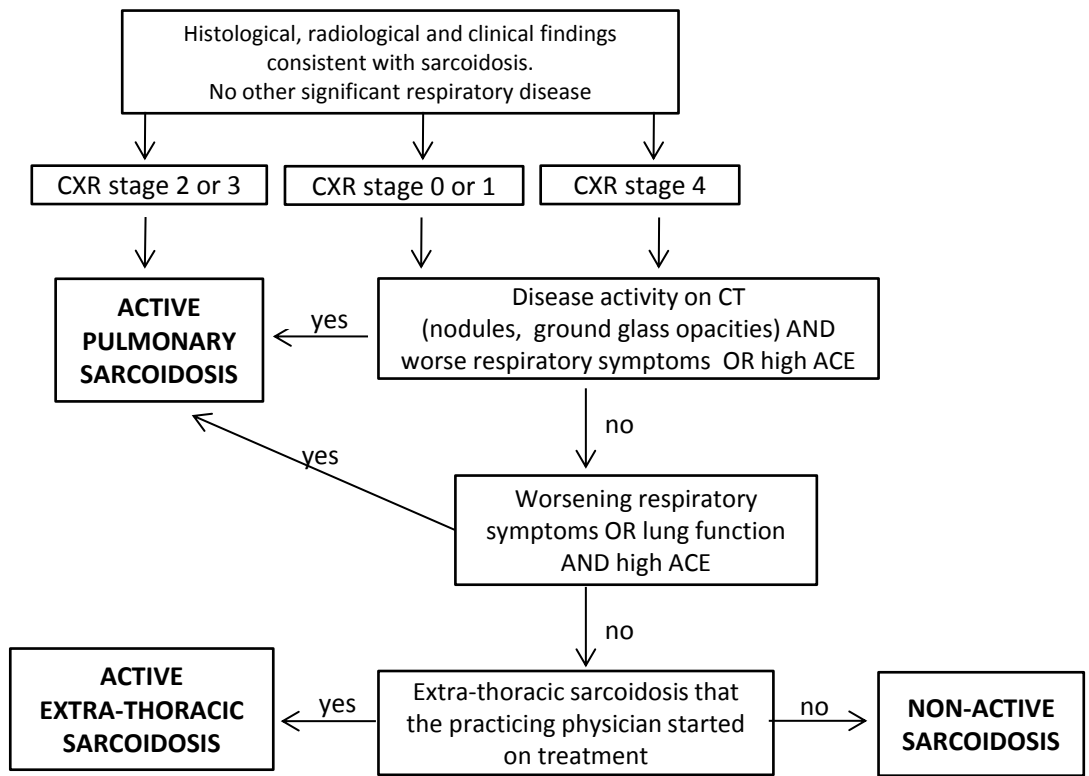 Histological, radiological and clinical findings
consistent with sarcoidosis.
No other significant respiratory disease
CXR stage 2 or 3
CXR stage 0 or 1
CXR stage 4
ACTIVE
PULMONARY
SARCOIDOSIS
yes
Disease activity on CT
(nodules, ground glass opacities) AND
worse respiratory symptoms OR high ACE
no
yes
Worsening respiratory
symptoms OR lung function
AND high ACE
no
ACTIVE
EXTRA-THORACIC
SARCOIDOSIS
yes
Extra-thoracic sarcoidosis that
the practicing physician started
on treatment
no
NON-ACTIVE
SARCOIDOSIS